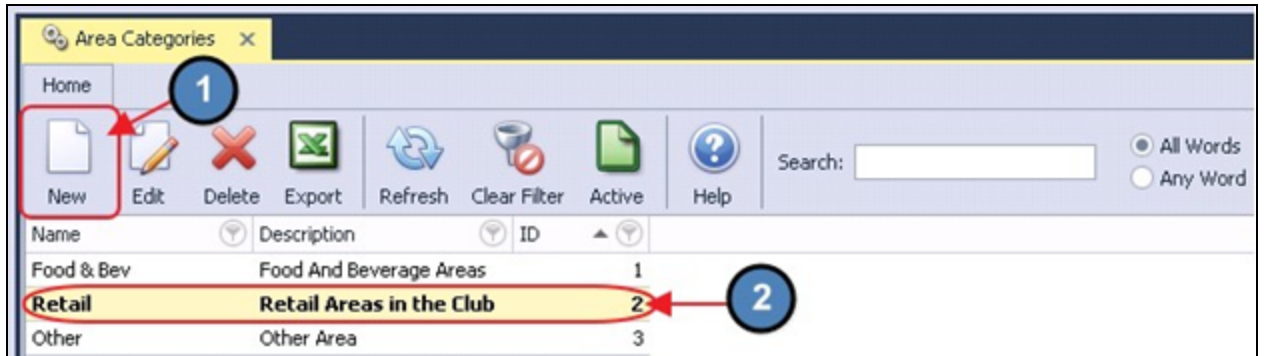 Area Categories
Home
1
New Edit Delete Export Refresh Clear Filter Active Help Search: All Words
Any Word
Name Description ID
Food & Bev Food And Beverage Areas 1
Retail Retail Areas in the Club 2
2
Other Other Area 3